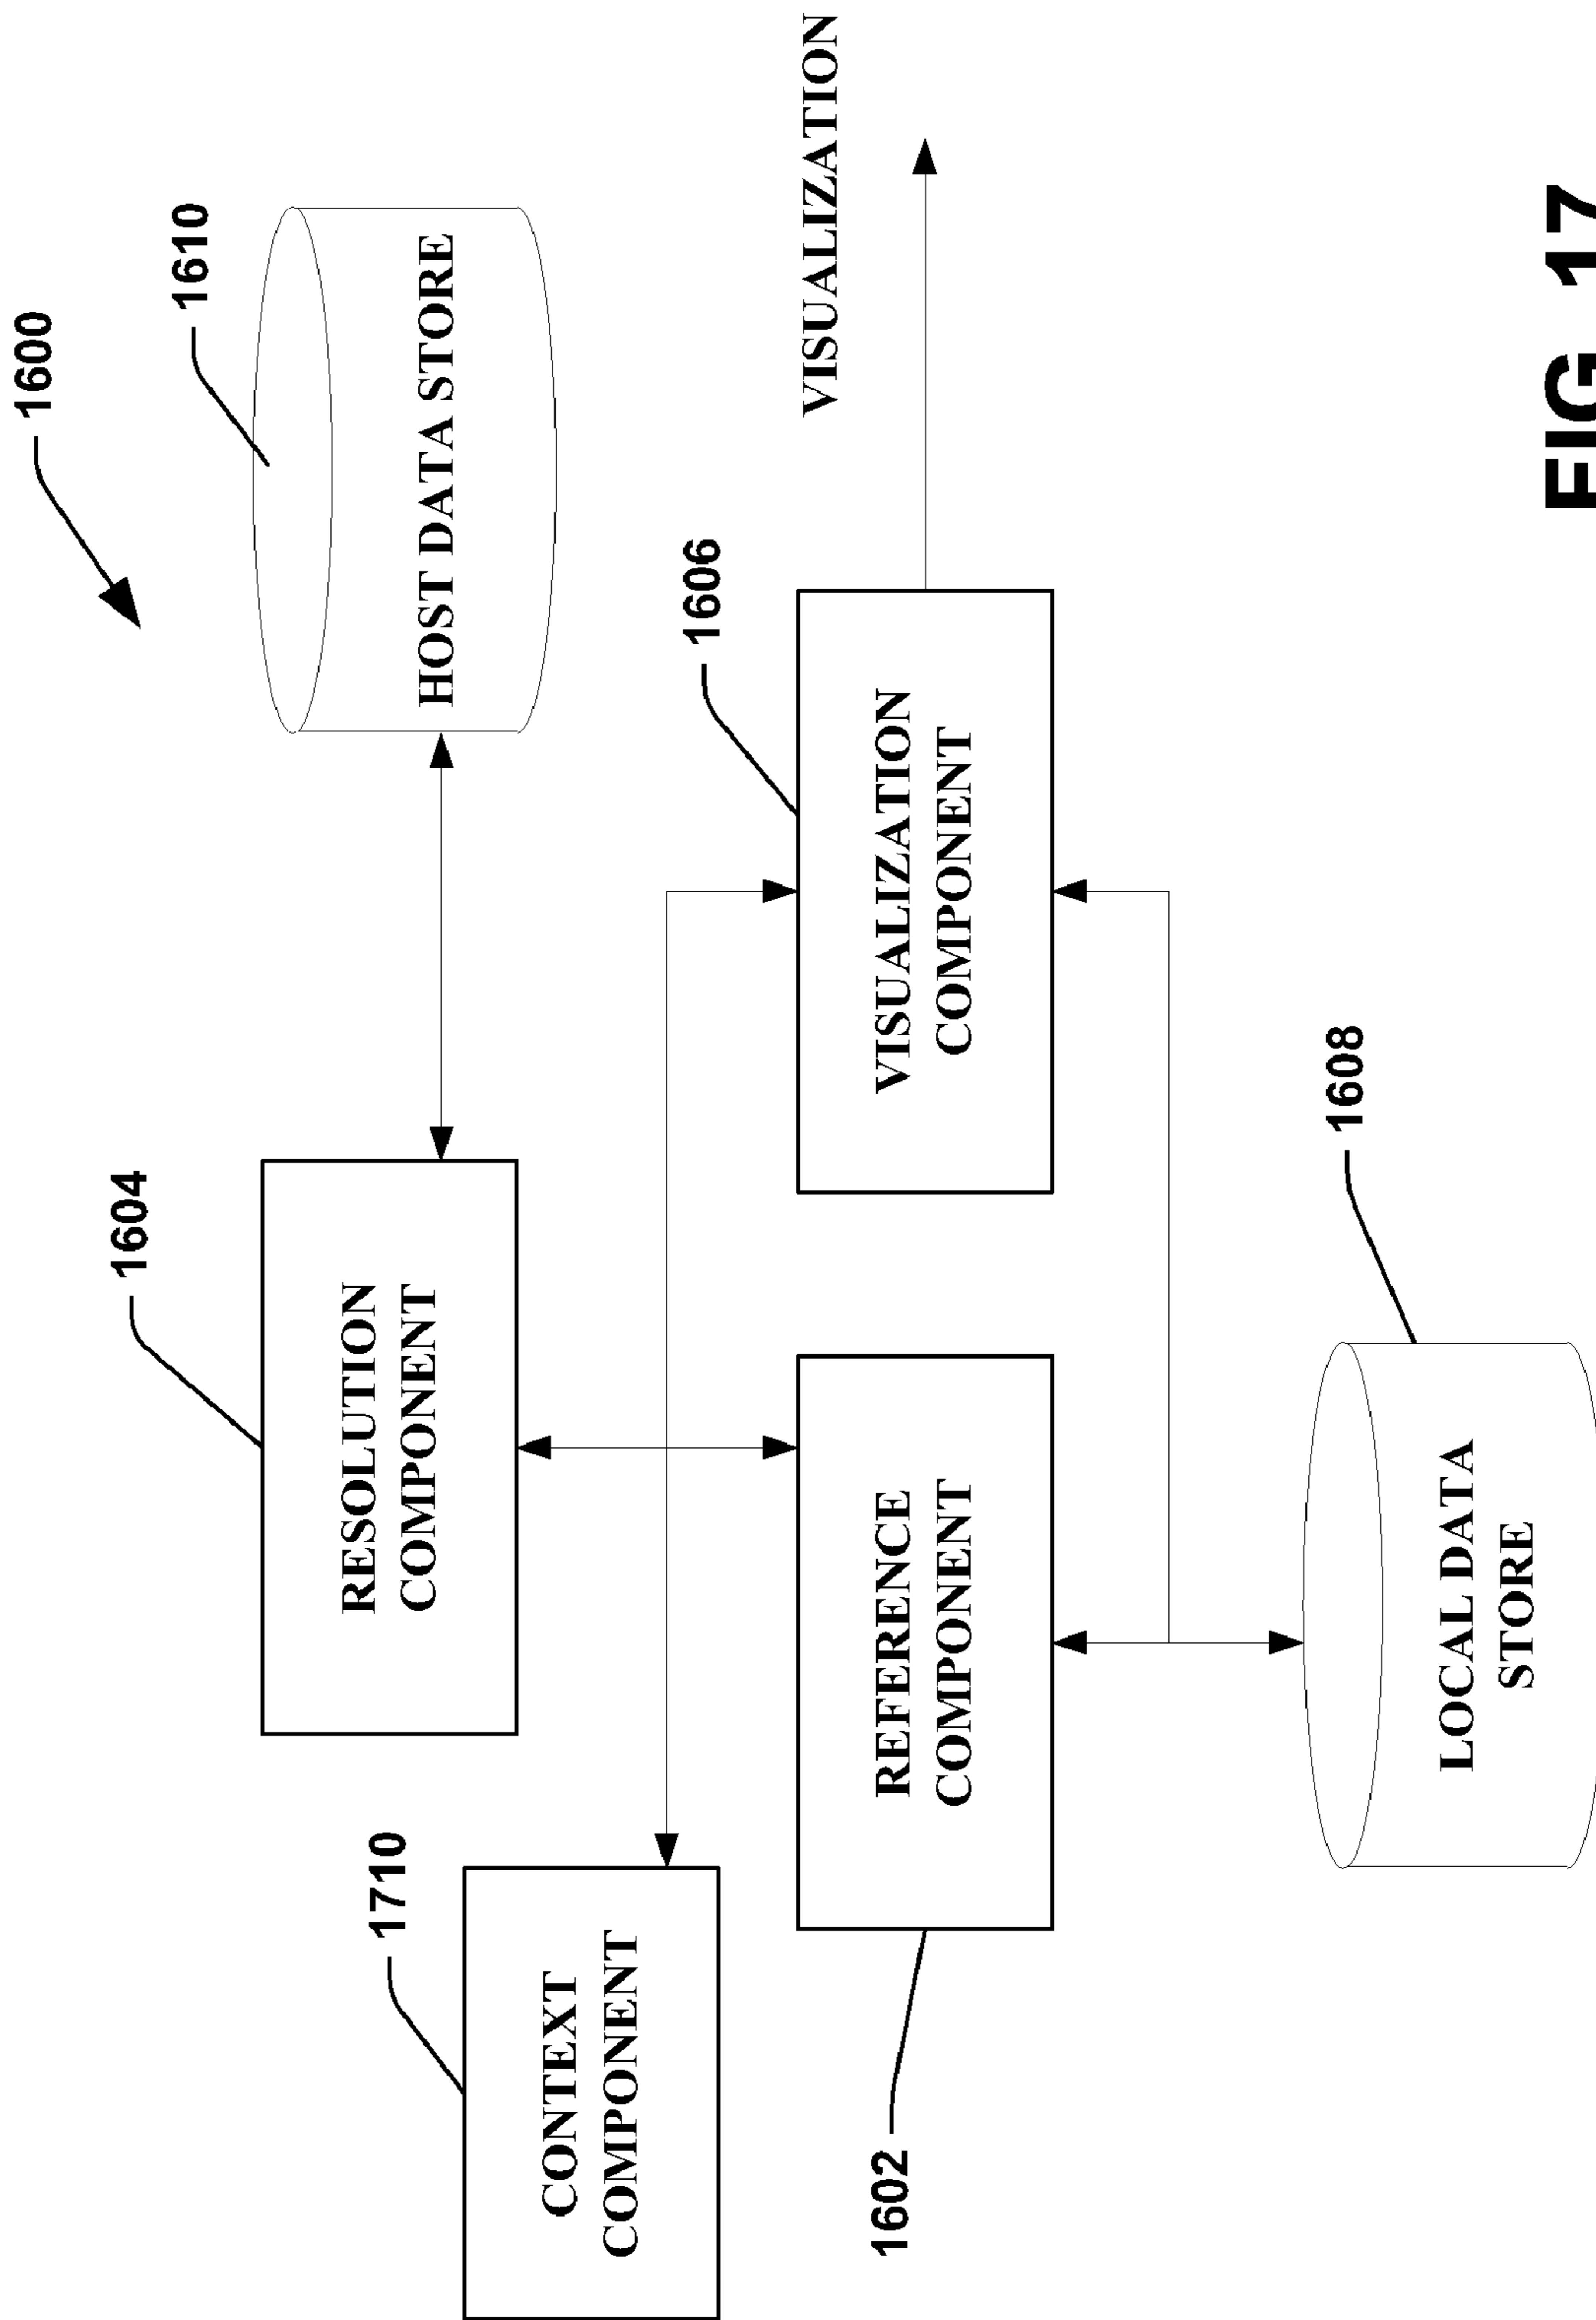 1600
1610
HOST DATA STORE
1604
RESOLUTION
COMPONENT
1710
CONTEXT
COMPONENT
VISUALIZATION
1606
VISUALIZATION
COMPONENT
REFERENCE
COMPONENT
1602
1608
LOCAL DATA
STORE
FIG 17